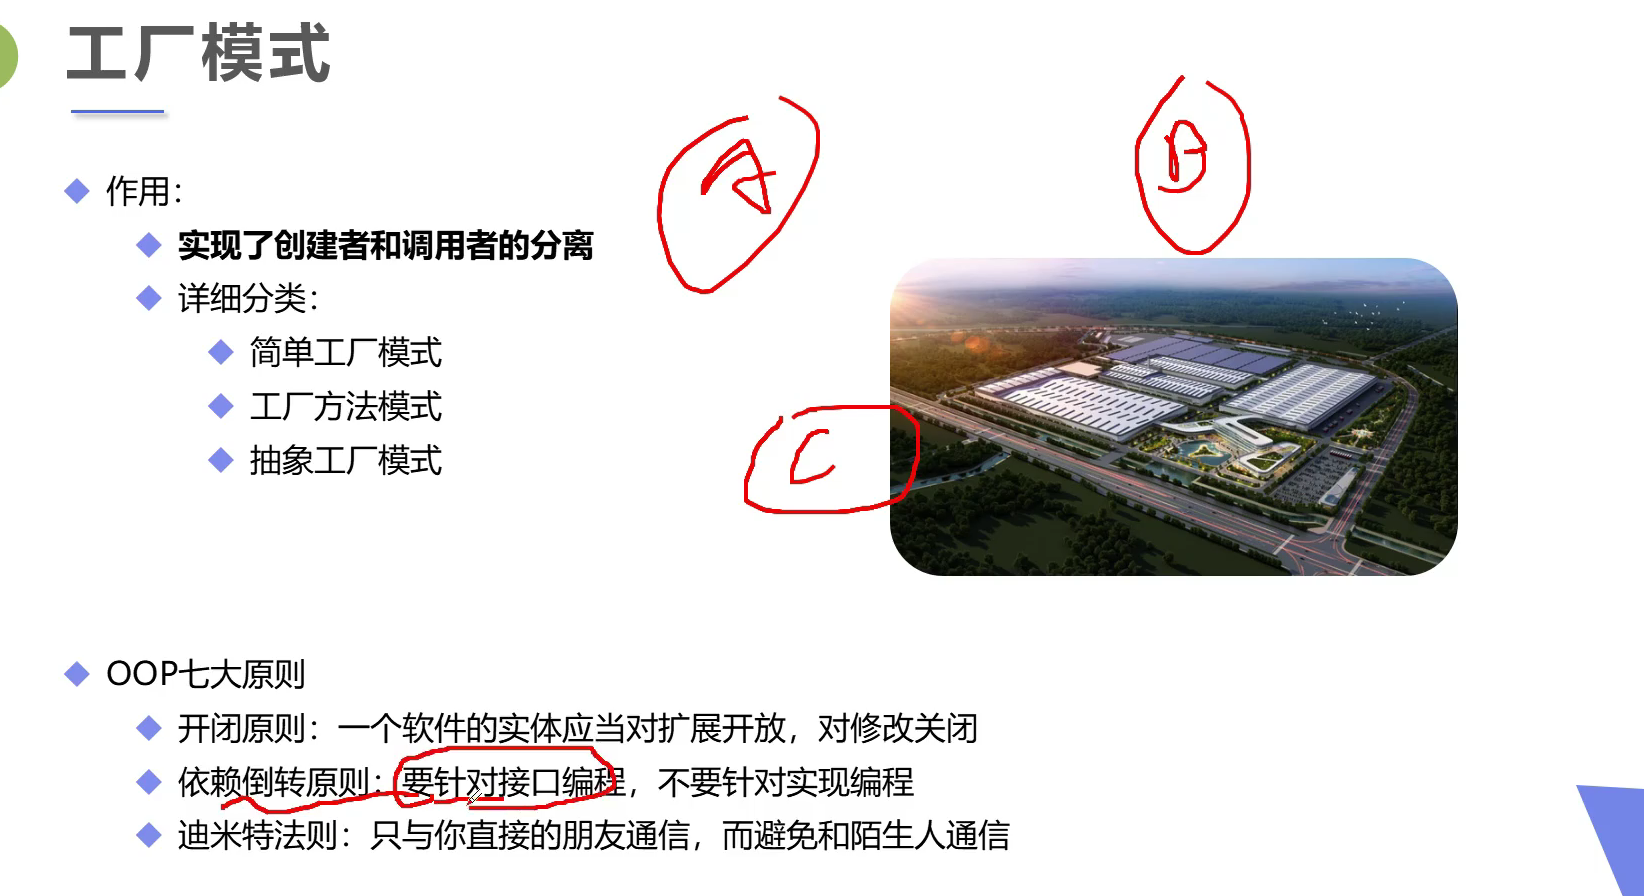 工厂模式
作用：
实现了创建者和调用者的分离
详细分类：
简单工厂模式
工厂方法模式
抽象工厂模式
A
B
C
OOP七大原则
开闭原则：一个软件的实体应当对扩展开放，对修改关闭
依赖倒转原则：要针对接口编程，不要针对实现编程
迪米特法则：只与你直接的朋友通信，而避免和陌生人通信